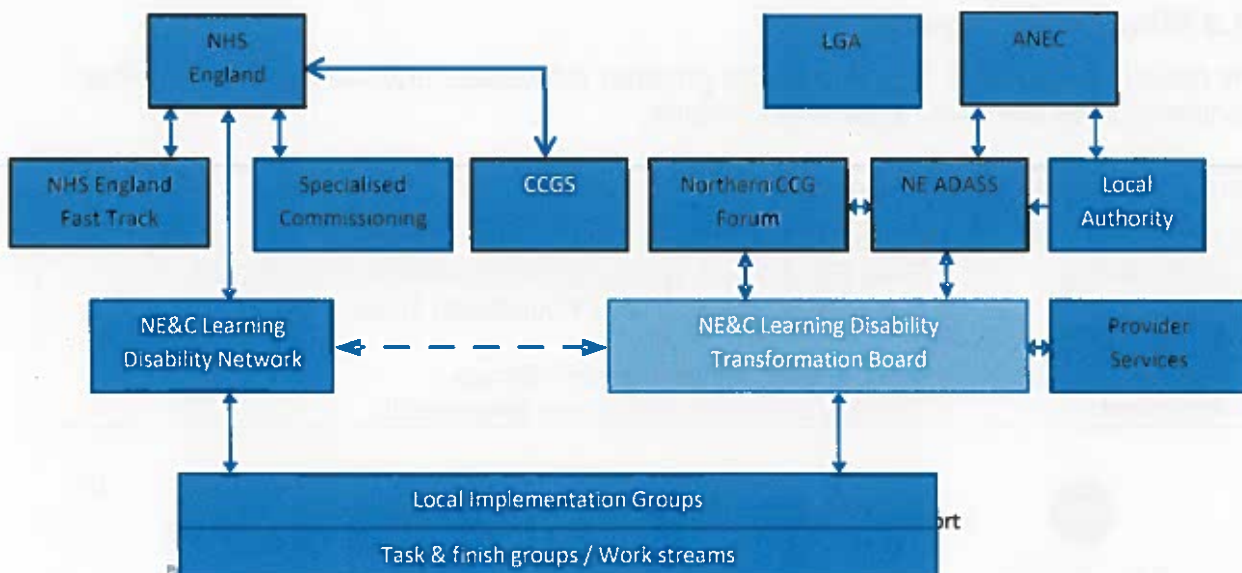 NHS
England
LGA
ANEC
NHS England
Fast Track
Specialised
Commissioning
CCGS
Northern CCG
Forum
NE ADASS
Local
Authority
NE&C Learning
Disability Network
NE&C Learning Disability
Transformation Board
Provider
Services
Local Implementation Groups
Task & finish groups / Work streams